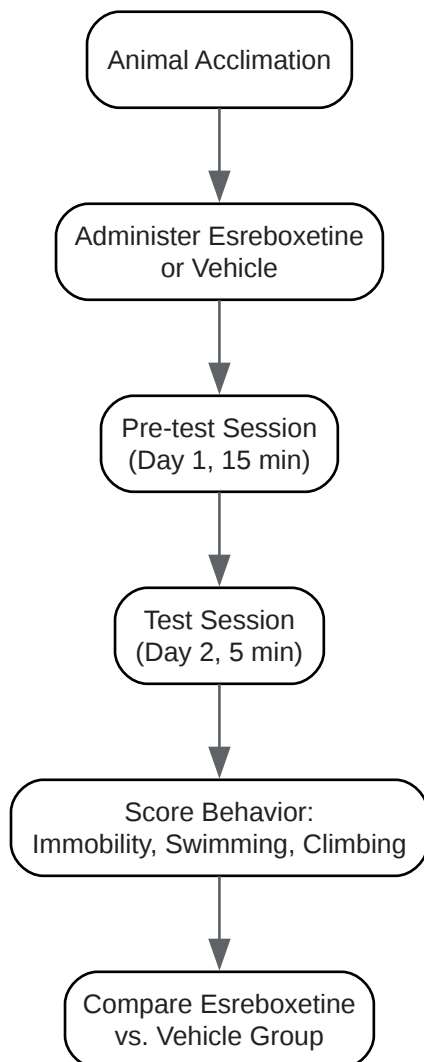 Animal Acclimation
Administer Esreboxetine
or Vehicle
Pre-test Session
(Day 1, 15 min)
Test Session
(Day 2, 5 min)
Score Behavior:
Immobility, Swimming, Climbing
Compare Esreboxetine
vs. Vehicle Group